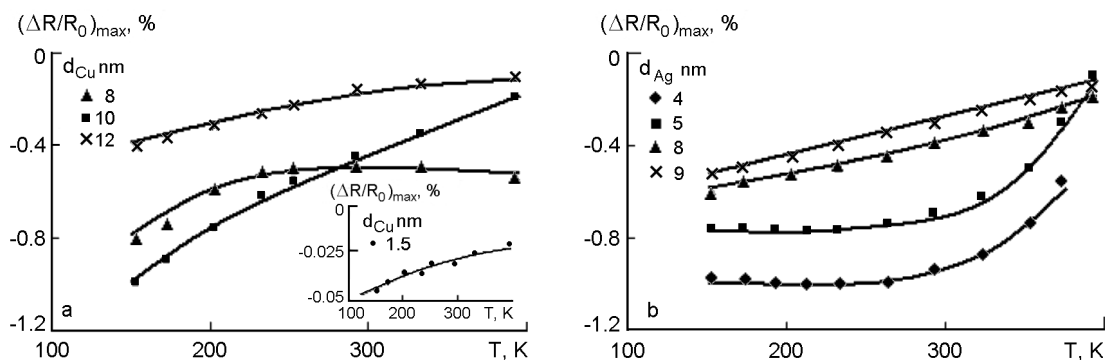 (ΔR/R₀)max, %
0
-0.4
-0.8
-1.2
dCu nm
8
10
12
(ΔR/R₀)max, %
0
-0.025
-0.05
dCu nm
1.5
100 200 300 T, K
a
100 200 300 T, K
(ΔR/R₀)max, %
0
-0.4
-0.8
-1.2
dAg nm
4
5
8
9
b
100 200 300 T, K